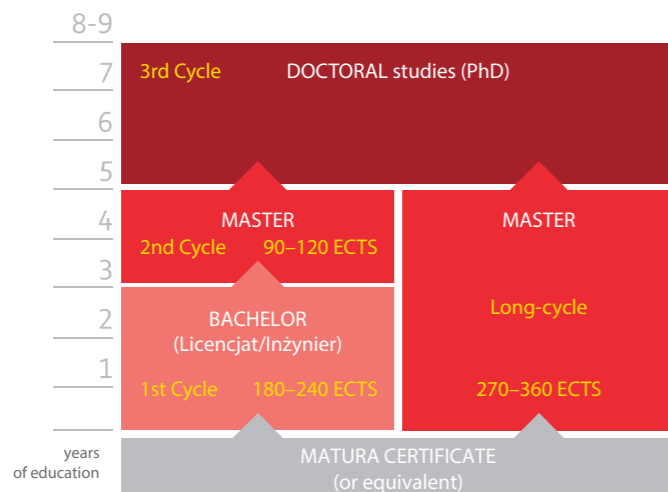 8-9
7
6
5
4
3
2
1
years
of education
3rd Cycle DOCTORAL studies (PhD)
MASTER
2nd Cycle 90–120 ECTS
BACHELOR
(Licencjat/Inżynier)
1st Cycle 180–240 ECTS
MASTER
Long-cycle
270–360 ECTS
MATURA CERTIFICATE
(or equivalent)